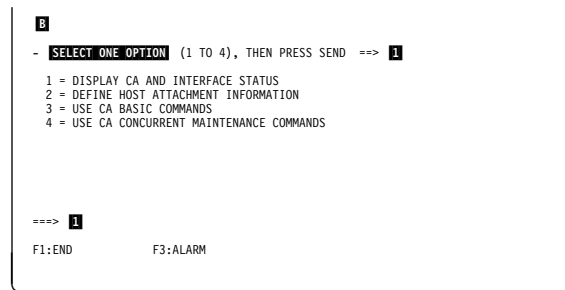 B
- SELECT ONE OPTION (1 TO 4), THEN PRESS SEND ==> 1
1 = DISPLAY CA AND INTERFACE STATUS
2 = DEFINE HOST ATTACHMENT INFORMATION
3 = USE CA BASIC COMMANDS
4 = USE CA CONCURRENT MAINTENANCE COMMANDS
===> 1
F1:END F3:ALARM